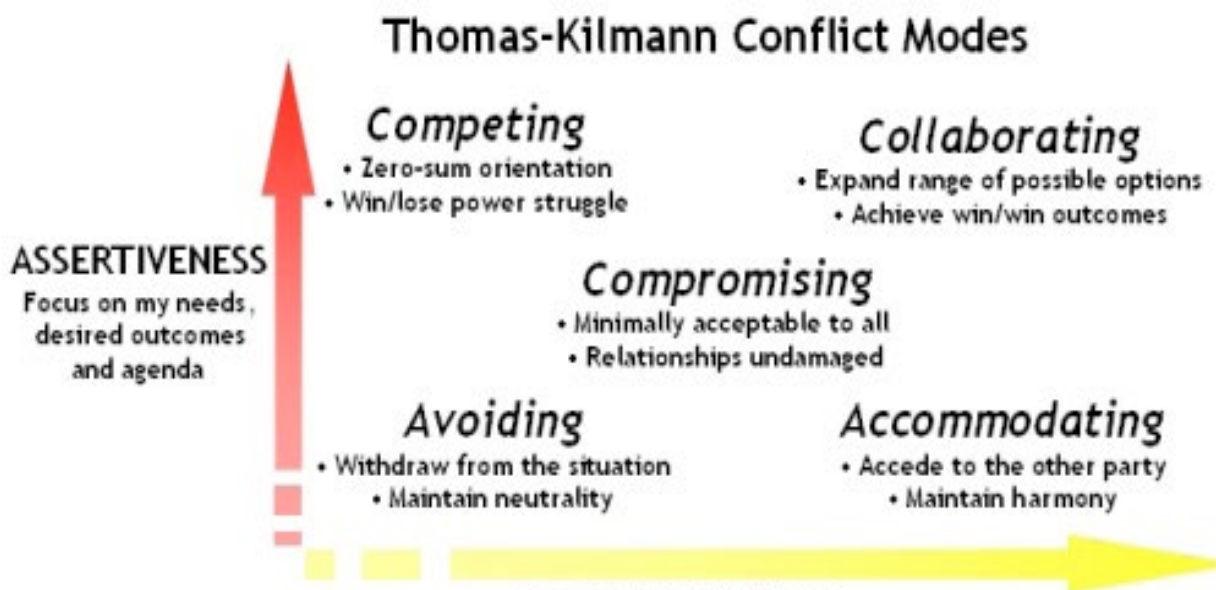 Thomas-Kilmann Conflict Modes
Competing
• Zero-sum orientation
• Win/lose power struggle
Collaborating
• Expand range of possible options
• Achieve win/win outcomes
ASSERTIVENESS
Focus on my needs,
desired outcomes
and agenda
Compromising
• Minimally acceptable to all
• Relationships undamaged
Avoiding
• Withdraw from the situation
• Maintain neutrality
Accommodating
• Accede to the other party
• Maintain harmony